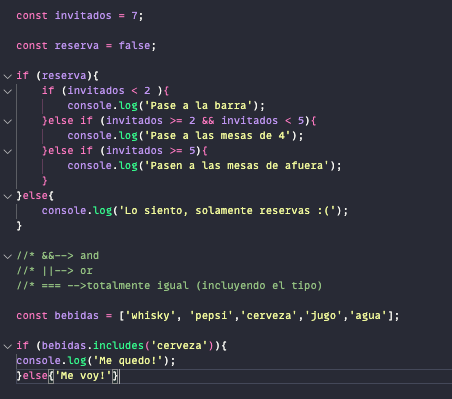 const invitados = 7;
const reserva = false;
if (reserva){
if (invitados < 2 ){
console.log('Pase a la barra');
}else if (invitados >= 2 && invitados < 5){
console.log('Pase a las mesas de 4');
}else if (invitados >= 5){
console.log('Pasen a las mesas de afuera');
}
}else{
console.log('Lo siento, solamente reservas :(');
}
//* &&--> and
//* ||--> or
//* === -->totalmente igual (incluyendo el tipo)
const bebidas = ['whisky', 'pepsi','cerveza','jugo','agua'];
if (bebidas.includes('cerveza')){
console.log('Me quedo!');
}else{'Me voy!'}